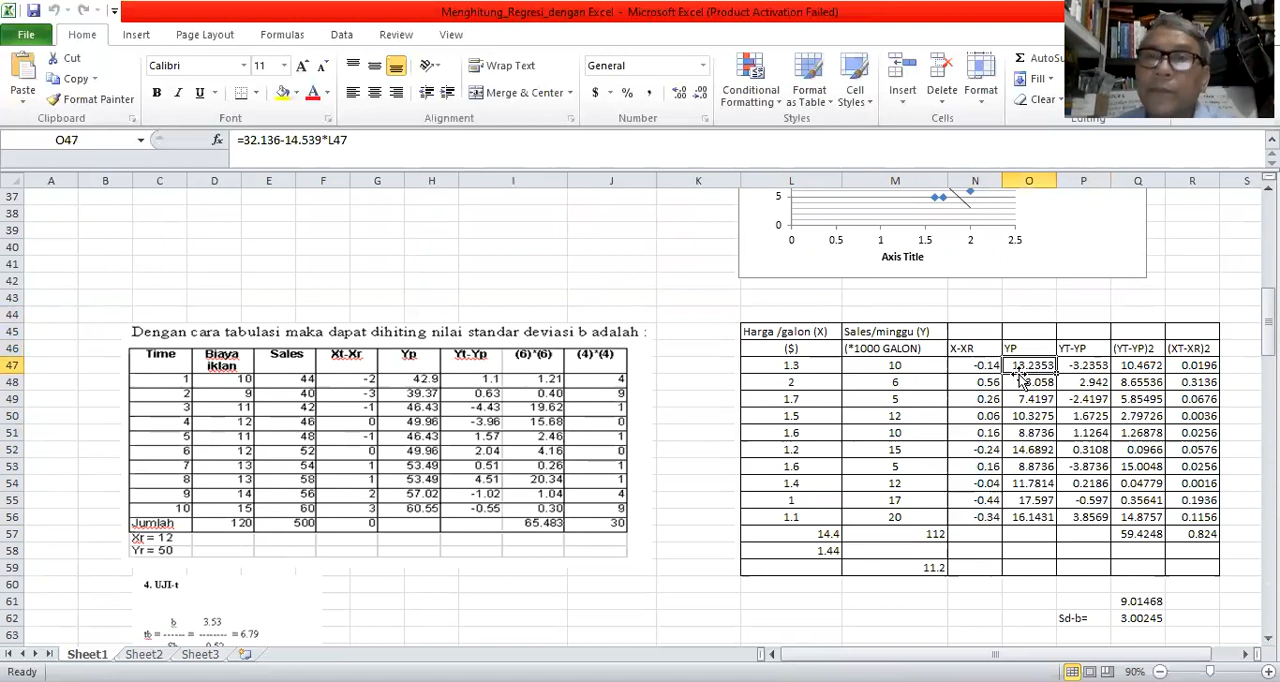 Menghitung_Regresi_dengan Excel - Microsoft Excel (Product Activation Failed)
File Home Insert Page Layout Formulas Data Review View
Paste Cut Copy Format Painter Clipboard
Calibri 11 A A B I U A Font
Wrap Text Merge & Center Alignment
General $ % , .0 .00 .00 .0 Number
Conditional Formatting Format as Table Cell Styles Styles
Insert Delete Format Cells
Σ AutoSu Fill Clear Editing
O47 fx =32.136-14.539*L47
A B C D E F G H I J K L M N O P Q R S
37
38
39
40
41
42
43
44
45
46
47
48
49
50
51
52
53
54
55
56
57
58
59
60
61
62
63
5
0
0 0.5 1 1.5 2 2.5
Axis Title
Dengan cara tabulasi maka dapat dihiting nilai standar deviasi b adalah :
Time Biaya iklan Sales Xt-Xr Yp Yt-Yp (6)*(6) (4)*(4)
1 10 44 -2 42.9 1.1 1.21 4
2 9 40 -3 39.37 0.63 0.40 9
3 11 42 -1 46.43 -4.43 19.62 1
4 12 46 0 49.96 -3.96 15.68 0
5 11 48 -1 46.43 1.57 2.46 1
6 12 52 0 49.96 2.04 4.16 0
7 13 54 1 53.49 0.51 0.26 1
8 13 58 1 53.49 4.51 20.34 1
9 14 56 2 57.02 -1.02 1.04 4
10 15 60 3 60.55 -0.55 0.30 9
Jumlah 120 500 0 65.483 30
Xr = 12
Yr = 50
4. UJI-t
b 3.53
tb = ------ = -------- = 6.79
Harga /galon (X) Sales/minggu (Y)
(*1000 GALON) X-XR YP YT-YP (YT-YP)2 (XT-XR)2
($)
1.3 10 -0.14 13.2353 -3.2353 10.4672 0.0196
2 6 0.56 3.058 2.942 8.65536 0.3136
1.7 5 0.26 7.4197 -2.4197 5.85495 0.0676
1.5 12 0.06 10.3275 1.6725 2.79726 0.0036
1.6 10 0.16 8.8736 1.1264 1.26878 0.0256
1.2 15 -0.24 14.6892 0.3108 0.0966 0.0576
1.6 5 0.16 8.8736 -3.8736 15.0048 0.0256
1.4 12 -0.04 11.7814 0.2186 0.04779 0.0016
1 17 -0.44 17.597 -0.597 0.35641 0.1936
1.1 20 -0.34 16.1431 3.8569 14.8757 0.1156
14.4 112 59.4248 0.824
1.44
11.2
9.01468
Sd-b= 3.00245
Sheet1 Sheet2 Sheet3
Ready 90%